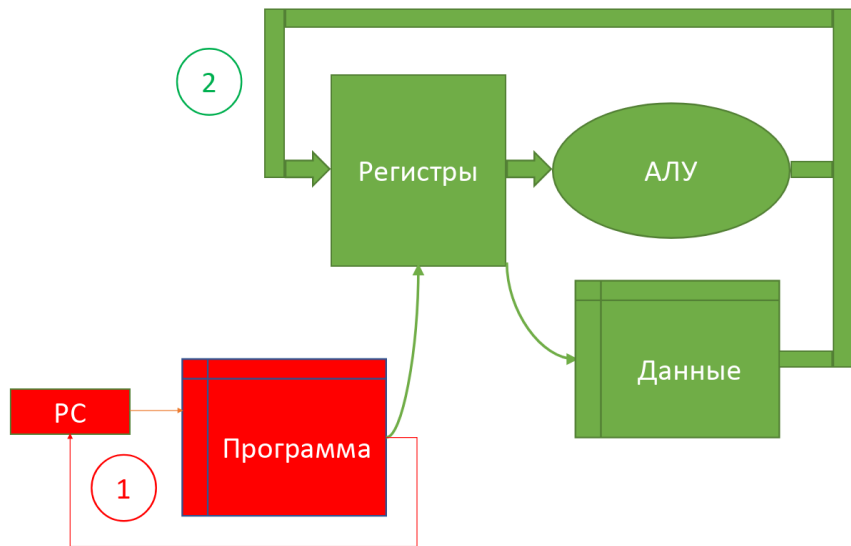 2
Регистры
АЛУ
Данные
PC
Программа
1